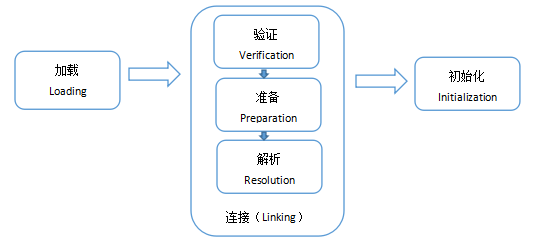 加载
Loading
验证
Verification
准备
Preparation
解析
Resolution
连接（Linking）
初始化
Initialization